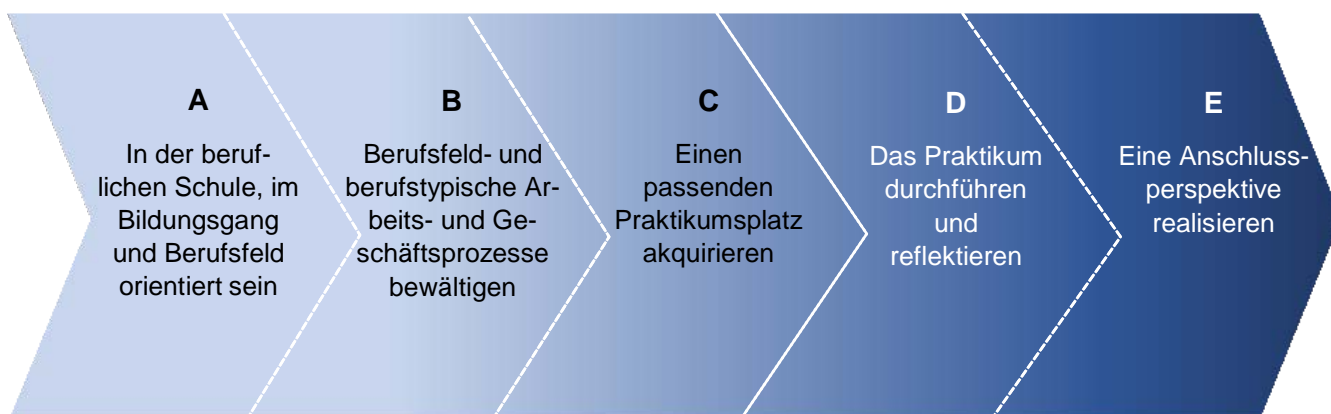 A
In der beruf-
lichen Schule, im
Bildungsgang
und Berufsfeld
orientiert sein
B
Berufsfeld- und
berufstypische Ar-
beits- und Ge-
schäftsprozesse
bewältigen
C
Einen
passenden
Praktikumsplatz
akquirieren
D
Das Praktikum
durchführen
und
reflektieren
E
Eine Anschluss-
perspektive
realisieren